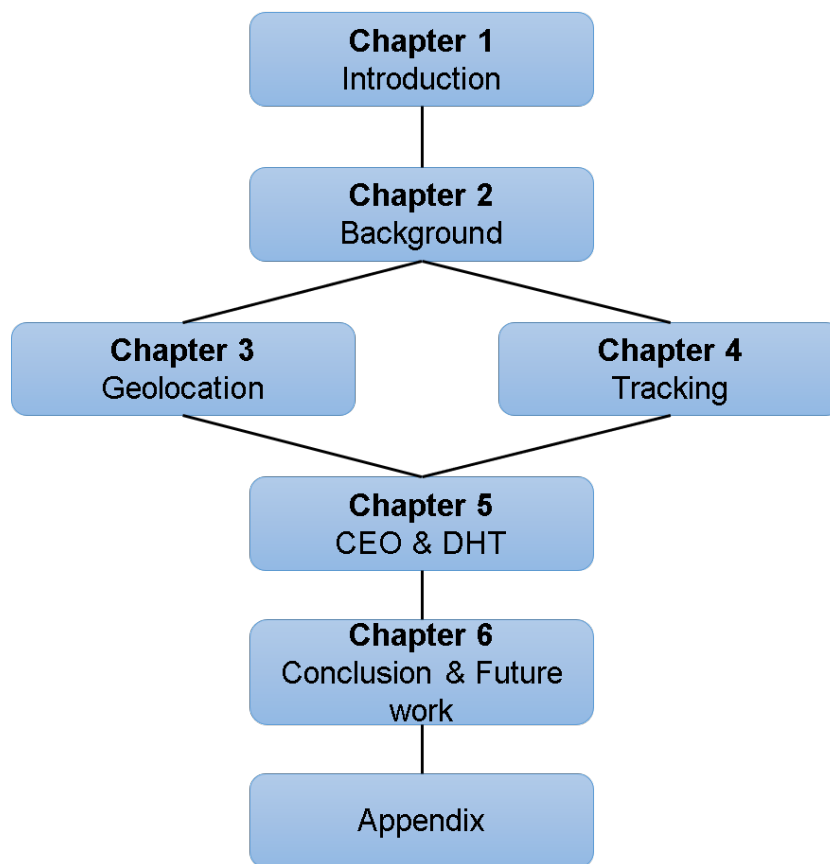 Chapter 1
Introduction
Chapter 2
Background
Chapter 3
Geolocation
Chapter 4
Tracking
Chapter 5
CEO & DHT
Chapter 6
Conclusion & Future
work
Appendix